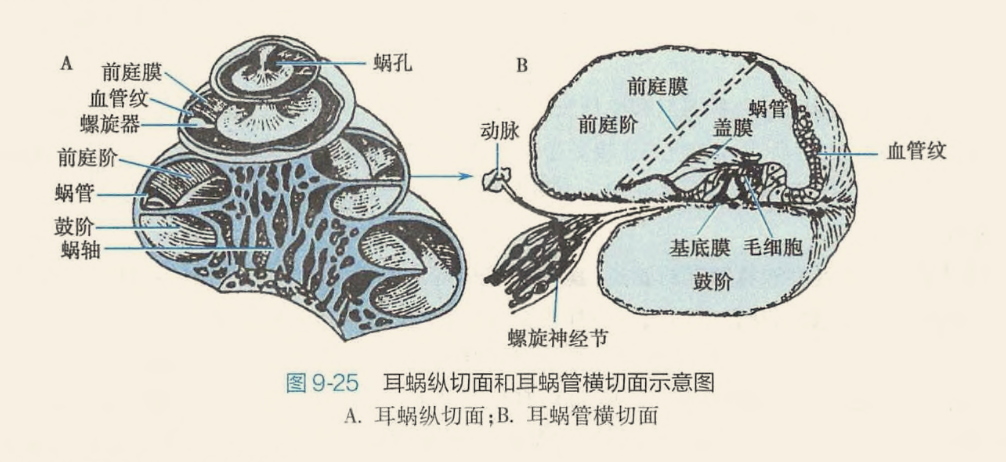 A
前庭膜
血管纹
螺旋器
前庭阶
蜗管
鼓阶
蜗轴
蜗孔
B
前庭膜
前庭阶
蜗管
盖膜
动脉
血管纹
基底膜 毛细胞
鼓阶
螺旋神经节
图9-25 耳蜗纵切面和耳蜗管横切面示意图
A. 耳蜗纵切面;B. 耳蜗管横切面